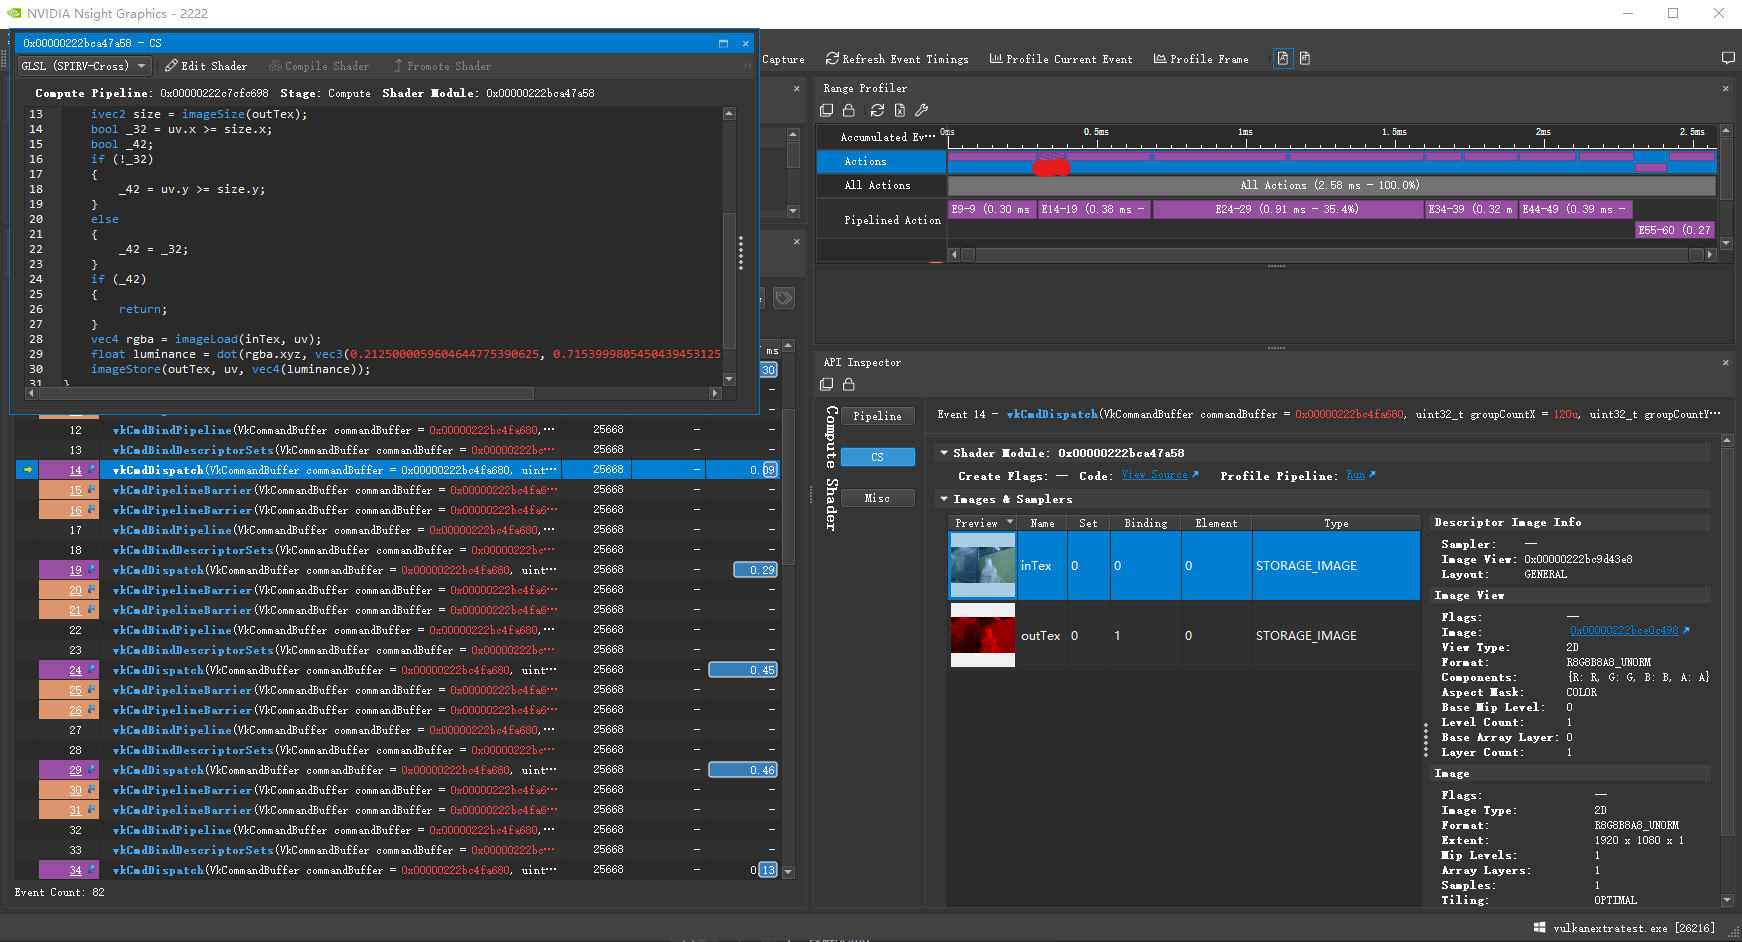 NVIDIA Nsight Graphics - 2222
0x00000222bca47a58 - CS
GLSL (SPIRV-Cross) Edit Shader Compile Shader Promote Shader
Compute Pipeline: 0x00000222c7cfc698 Stage: Compute Shader Module: 0x00000222bca47a58
13 ivec2 size = imageSize(outTex);
14 bool _32 = uv.x >= size.x;
15 bool _42;
16 if (!_32)
17 {
18 _42 = uv.y >= size.y;
19 }
20 else
21 {
22 _42 = _32;
23 }
24 if (_42)
25 {
26 return;
27 }
28 vec4 rgba = imageLoad(inTex, uv);
29 float luminance = dot(rgba.xyz, vec3(0.2125000059604644775390625, 0.7153999805450439453125
30 imageStore(outTex, uv, vec4(luminance));
31 }
Capture Refresh Event Timings Profile Current Event Profile Frame
ms
30
12 vkCmdBindPipeline(VkCommandBuffer commandBuffer = 0x00000222bc4fa680,··· 25668 — —
13 vkCmdBindDescriptorSets(VkCommandBuffer commandBuffer = 0x00000222bc··· 25668 — —
14 vkCmdDispatch(VkCommandBuffer commandBuffer = 0x00000222bc4fa680, uint··· 25668 — 0.09
15 vkCmdPipelineBarrier(VkCommandBuffer commandBuffer = 0x00000222bc4fa6··· 25668 — —
16 vkCmdPipelineBarrier(VkCommandBuffer commandBuffer = 0x00000222bc4fa6··· 25668 — —
17 vkCmdBindPipeline(VkCommandBuffer commandBuffer = 0x00000222bc4fa680,··· 25668 — —
18 vkCmdBindDescriptorSets(VkCommandBuffer commandBuffer = 0x00000222bc··· 25668 — —
19 vkCmdDispatch(VkCommandBuffer commandBuffer = 0x00000222bc4fa680, uint··· 25668 — 0.29
20 vkCmdPipelineBarrier(VkCommandBuffer commandBuffer = 0x00000222bc4fa6··· 25668 — —
21 vkCmdPipelineBarrier(VkCommandBuffer commandBuffer = 0x00000222bc4fa6··· 25668 — —
22 vkCmdBindPipeline(VkCommandBuffer commandBuffer = 0x00000222bc4fa680,··· 25668 — —
23 vkCmdBindDescriptorSets(VkCommandBuffer commandBuffer = 0x00000222bc··· 25668 — —
24 vkCmdDispatch(VkCommandBuffer commandBuffer = 0x00000222bc4fa680, uint··· 25668 — 0.45
25 vkCmdPipelineBarrier(VkCommandBuffer commandBuffer = 0x00000222bc4fa6··· 25668 — —
26 vkCmdPipelineBarrier(VkCommandBuffer commandBuffer = 0x00000222bc4fa6··· 25668 — —
27 vkCmdBindPipeline(VkCommandBuffer commandBuffer = 0x00000222bc4fa680,··· 25668 — —
28 vkCmdBindDescriptorSets(VkCommandBuffer commandBuffer = 0x00000222bc··· 25668 — —
29 vkCmdDispatch(VkCommandBuffer commandBuffer = 0x00000222bc4fa680, uint··· 25668 — 0.46
30 vkCmdPipelineBarrier(VkCommandBuffer commandBuffer = 0x00000222bc4fa6··· 25668 — —
31 vkCmdPipelineBarrier(VkCommandBuffer commandBuffer = 0x00000222bc4fa6··· 25668 — —
32 vkCmdBindPipeline(VkCommandBuffer commandBuffer = 0x00000222bc4fa680,··· 25668 — —
33 vkCmdBindDescriptorSets(VkCommandBuffer commandBuffer = 0x00000222bc··· 25668 — —
34 vkCmdDispatch(VkCommandBuffer commandBuffer = 0x00000222bc4fa680, uint··· 25668 — 0.13
Event Count: 82
Range Profiler
Accumulated Ev··· 0ms 0.5ms 1ms 1.5ms 2ms 2.5ms
Actions
All Actions All Actions (2.58 ms - 100.0%)
Pipelined Action E9-9 (0.30 ms E14-19 (0.38 ms - E24-29 (0.91 ms - 35.4%) E34-39 (0.32 m E44-49 (0.39 ms -
E55-60 (0.27
API Inspector
Compute Shader
Pipeline
CS
Misc
Event 14 - vkCmdDispatch(VkCommandBuffer commandBuffer = 0x00000222bc4fa680, uint32_t groupCountX = 120u, uint32_t groupCountY···
Shader Module: 0x00000222bca47a58
Create Flags: — Code: View Source Profile Pipeline: Run
Images & Samplers
Preview Name Set Binding Element Type
inTex 0 0 0 STORAGE_IMAGE
outTex 0 1 0 STORAGE_IMAGE
Descriptor Image Info
Sampler: —
Image View: 0x00000222bc9d43e8
Layout: GENERAL
Image View
Flags: —
Image: 0x00000222bce0c498
View Type: 2D
Format: R8G8B8A8_UNORM
Components: {R: R, G: G, B: B, A: A}
Aspect Mask: COLOR
Base Mip Level: 0
Level Count: 1
Base Array Layer: 0
Layer Count: 1
Image
Flags: —
Image Type: 2D
Format: R8G8B8A8_UNORM
Extent: 1920 x 1080 x 1
Mip Levels: 1
Array Layers: 1
Samples: 1
Tiling: OPTIMAL
vulkanextratest.exe [26216]